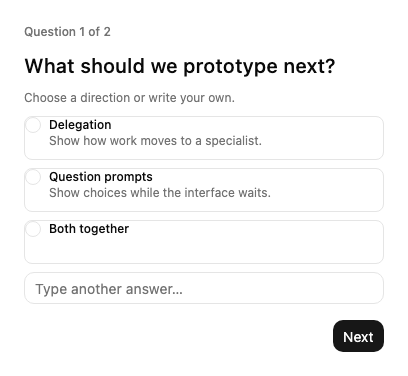 Question 1 of 2
What should we prototype next?
Choose a direction or write your own.
Delegation
Show how work moves to a specialist.
Question prompts
Show choices while the interface waits.
Both together
Type another answer...
Next